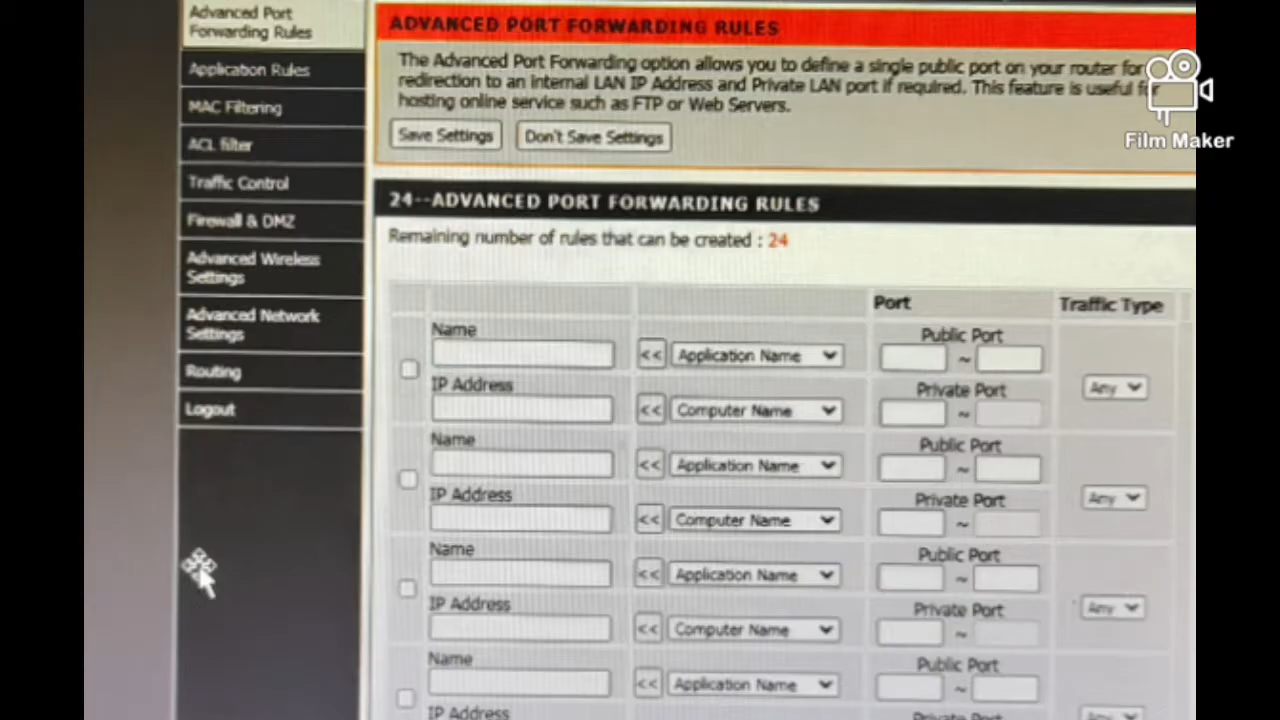 Advanced Port
Forwarding Rules
Application Rules
MAC Filtering
ACL filter
Traffic Control
Firewall & DMZ
Advanced Wireless
Settings
Advanced Network
Settings
Routing
Logout
ADVANCED PORT FORWARDING RULES
The Advanced Port Forwarding option allows you to define a single public port on your router for
redirection to an internal LAN IP Address and Private LAN port if required. This feature is useful for
hosting online service such as FTP or Web Servers.
Save Settings Don't Save Settings
Film Maker
24--ADVANCED PORT FORWARDING RULES
Remaining number of rules that can be created : 24
Port Traffic Type
Name Public Port
<< Application Name ~
Any
IP Address Private Port
<< Computer Name ~
Name Public Port
<< Application Name ~
Any
IP Address Private Port
<< Computer Name ~
Name Public Port
<< Application Name ~
Any
IP Address Private Port
<< Computer Name ~
Name Public Port
<< Application Name ~
IP Address Private Port Any